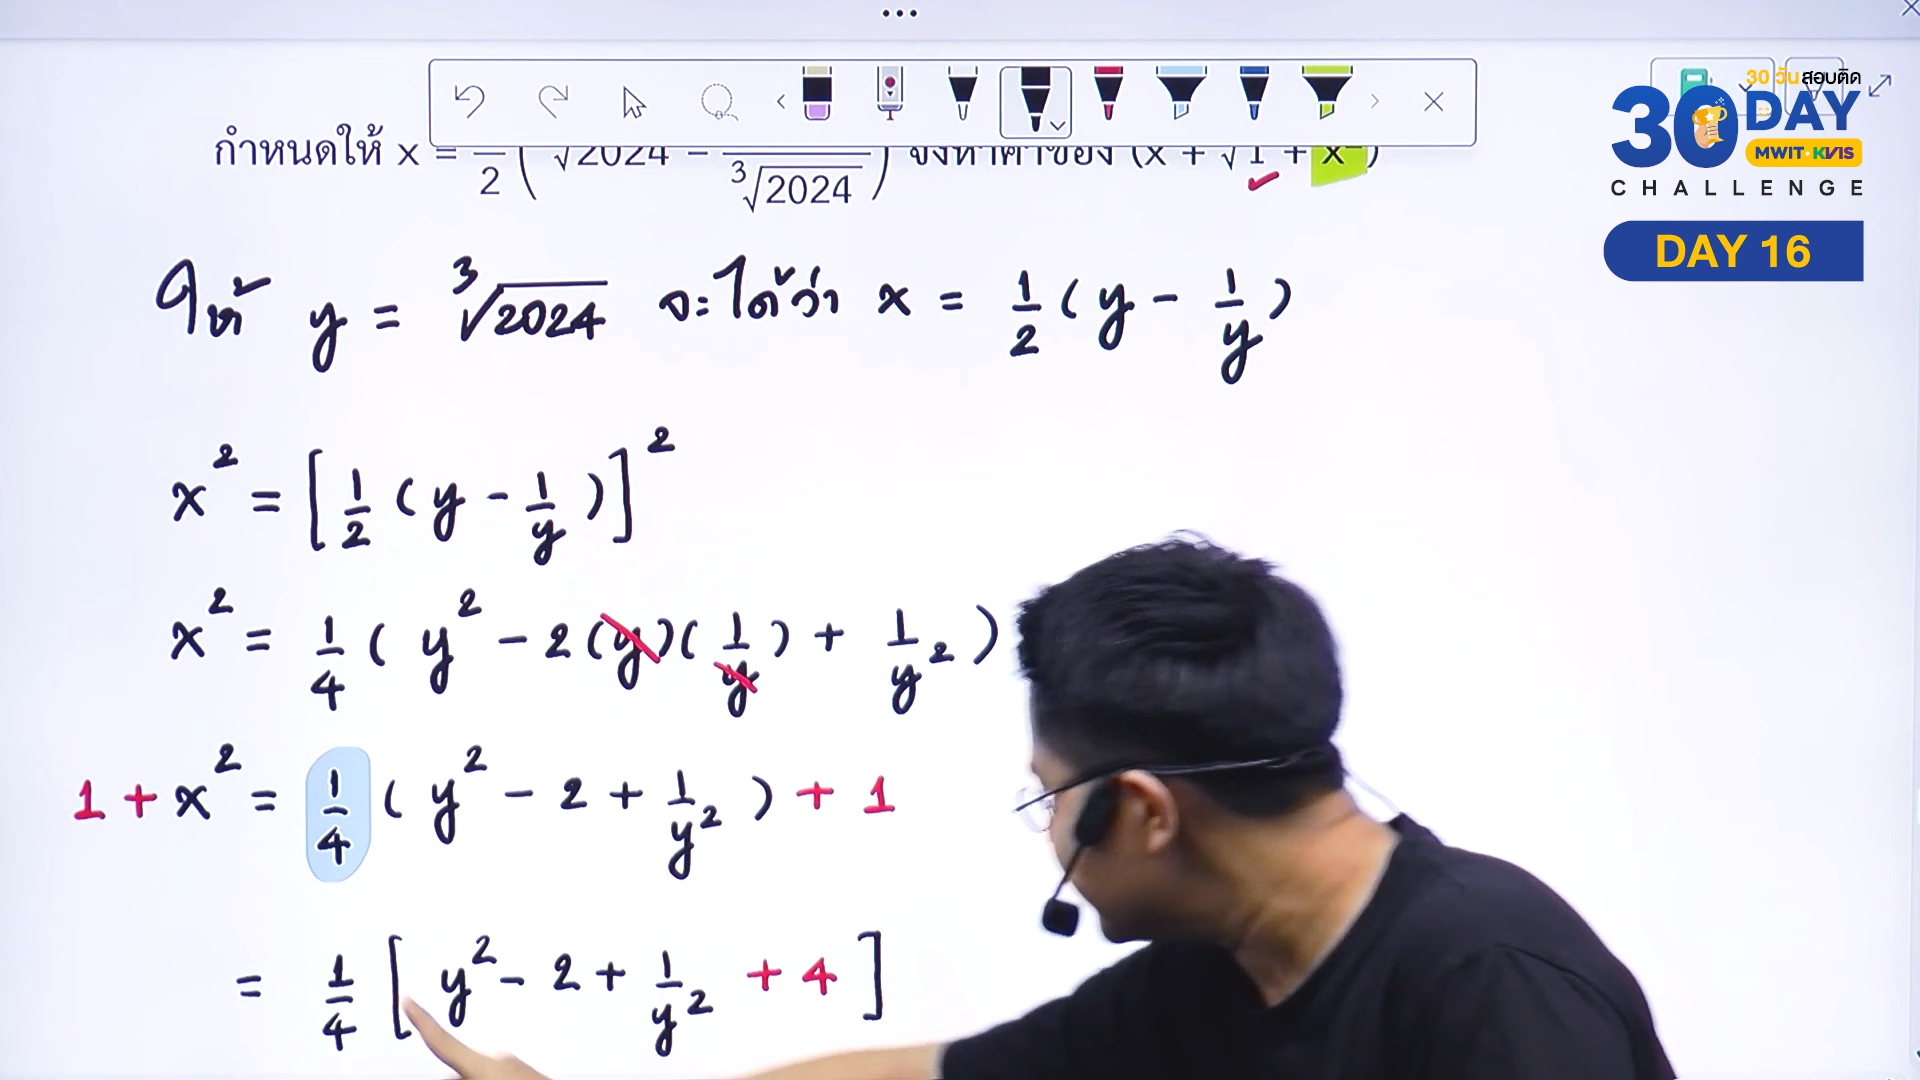 30 วันสอบติด
30 DAY
MWIT·KVIS
CHALLENGE
DAY 16
กำหนดให้ x = 2 ( √2024 − ∛2024 ) จงหาค่าของ (x + √1 + x²)
ให้ y = ∛2024 จะได้ว่า x = 1/2 (y − 1/y)
x² = [1/2 (y − 1/y)]²
x² = 1/4 (y² − 2(y)(1/y) + 1/y²)
1 + x² = 1/4 (y² − 2 + 1/y²) + 1
= 1/4 [y² − 2 + 1/y² + 4]